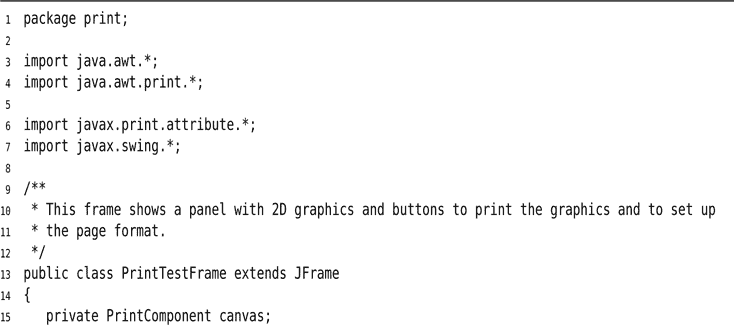 1 package print;
2
3 import java.awt.*;
4 import java.awt.print.*;
5
6 import javax.print.attribute.*;
7 import javax.swing.*;
8
9 /**
10  * This frame shows a panel with 2D graphics and buttons to print the graphics and to set up
11  * the page format.
12  */
13 public class PrintTestFrame extends JFrame
14 {
15    private PrintComponent canvas;